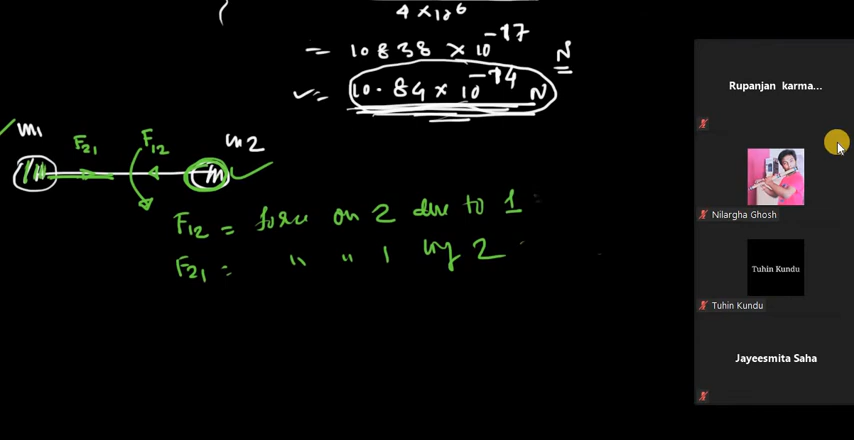 4 × 10⁶
= 10838 × 10⁻¹⁷ N
= 10.84 × 10⁻¹⁴ N
m1 F₂₁ F₁₂ m2
m
F₁₂ = force on 2 due to 1
F₂₁ = " " 1 by 2
Rupanjan karma...
Nilargha Ghosh
Tuhin Kundu
Tuhin Kundu
Jayeesmita Saha